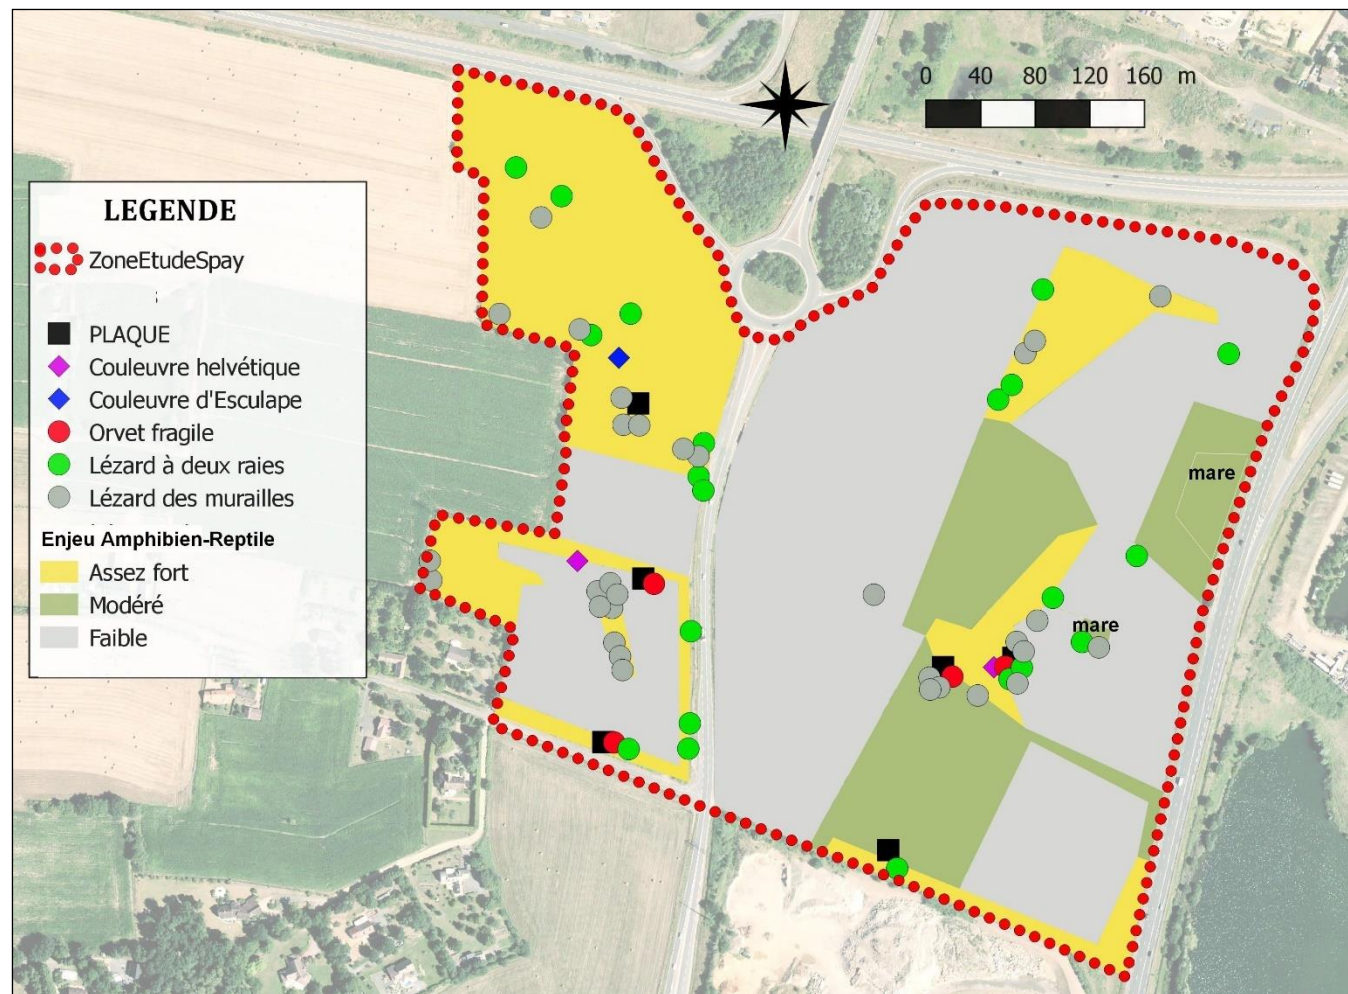 0 40 80 120 160 m
LEGENDE
ZoneEtudeSpay
PLAQUE
Couleuvre helvétique
Couleuvre d'Esculape
Orvet fragile
Lézard à deux raies
Lézard des murailles
Enjeu Amphibien-Reptile
Assez fort
Modéré
Faible
mare
mare